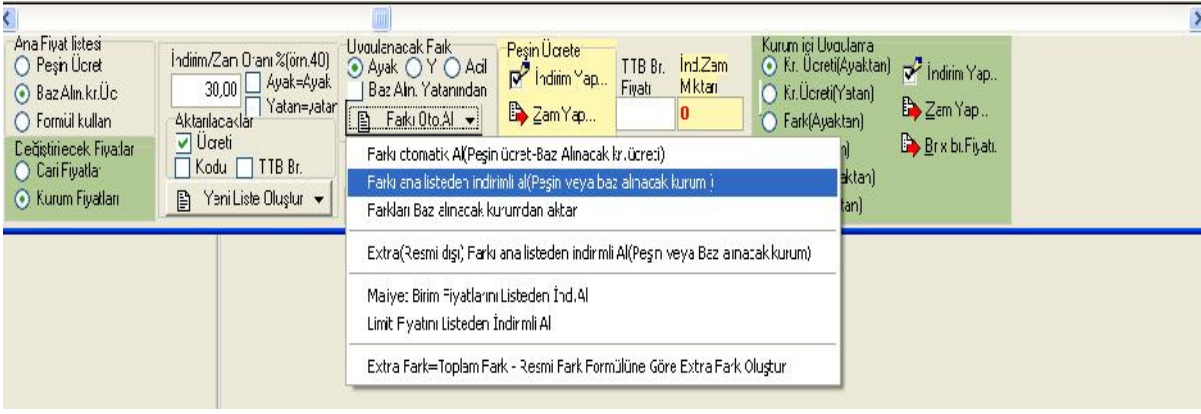 Ana Fiyat listesi
Peşin Ücret
Baz Alın.kr.Üc
Formül kullan
Değiştirilecek Fiyatlar
Cari Fiyatlar
Kurum Fiyatları
İndirim/Zam Oranı %(örn.40)
30,00
Ayak=Ayak
Yatan=yatan
Aktarılacaklar
Ücreti
Kodu
TTB Br.
Yeni Liste Oluştur
Uygulanacak Fark
Ayak
Y
Acil
Baz Alın. Yatanından
Farkı Oto.Al
Peşin Ücrete
İndirim Yap...
Zam Yap...
TTB Br. Fiyatı
İnd.Zam Miktarı
0
Kurum içi Uygulama
Kr. Ücreti(Ayaktan)
Kr.Ücreti(Yatan)
Fark(Ayaktan)
aktan)
tan)
İndirim Yap..
Zam Yap ..
Br x br.Fiyatı.
Farkı otomatik Al(Peşin ücret-Baz Alınacak kr.ücreti)
Farkı ana listeden indirimli al(Peşin veya baz alınacak kurum )
Farkları Baz alınacak kurumdan aktar
Extra(Resmi dışı) Farkı ana listeden indirimli Al(Peşin veya Baz alınacak kurum)
Maliyet Birim Fiyatlarını Listeden İnd.Al
Limit Fiyatını Listeden İndirmli Al
Extra Fark=Toplam Fark - Resmi Fark Formülüne Göre Extra Fark Oluştur